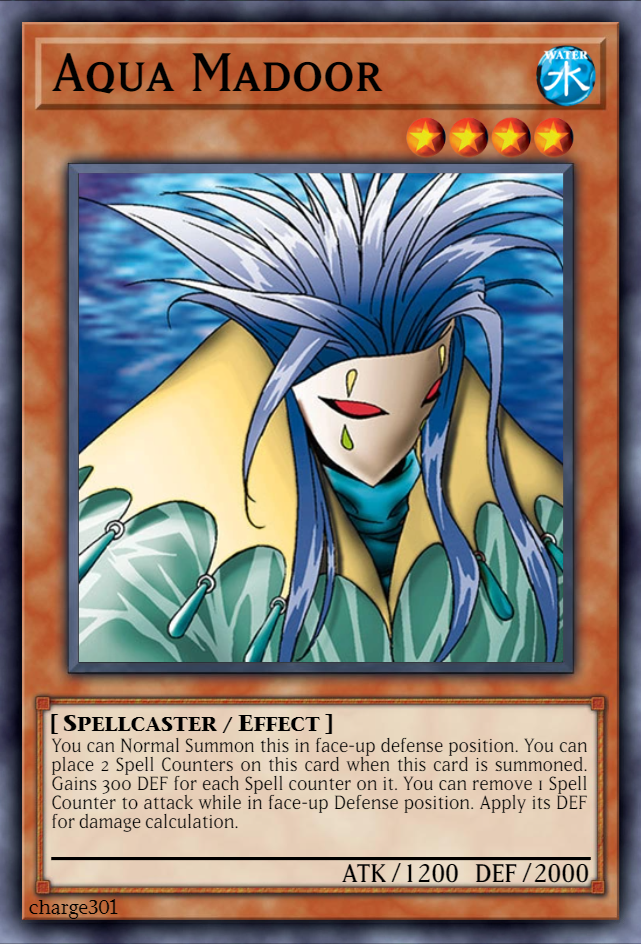 Aqua Madoor
WATER
水
[ Spellcaster / Effect ]
You can Normal Summon this in face-up defense position. You can
place 2 Spell Counters on this card when this card is summoned.
Gains 300 DEF for each Spell counter on it. You can remove 1 Spell
Counter to attack while in face-up Defense position. Apply its DEF
for damage calculation.
ATK/1200 DEF/2000
charge301